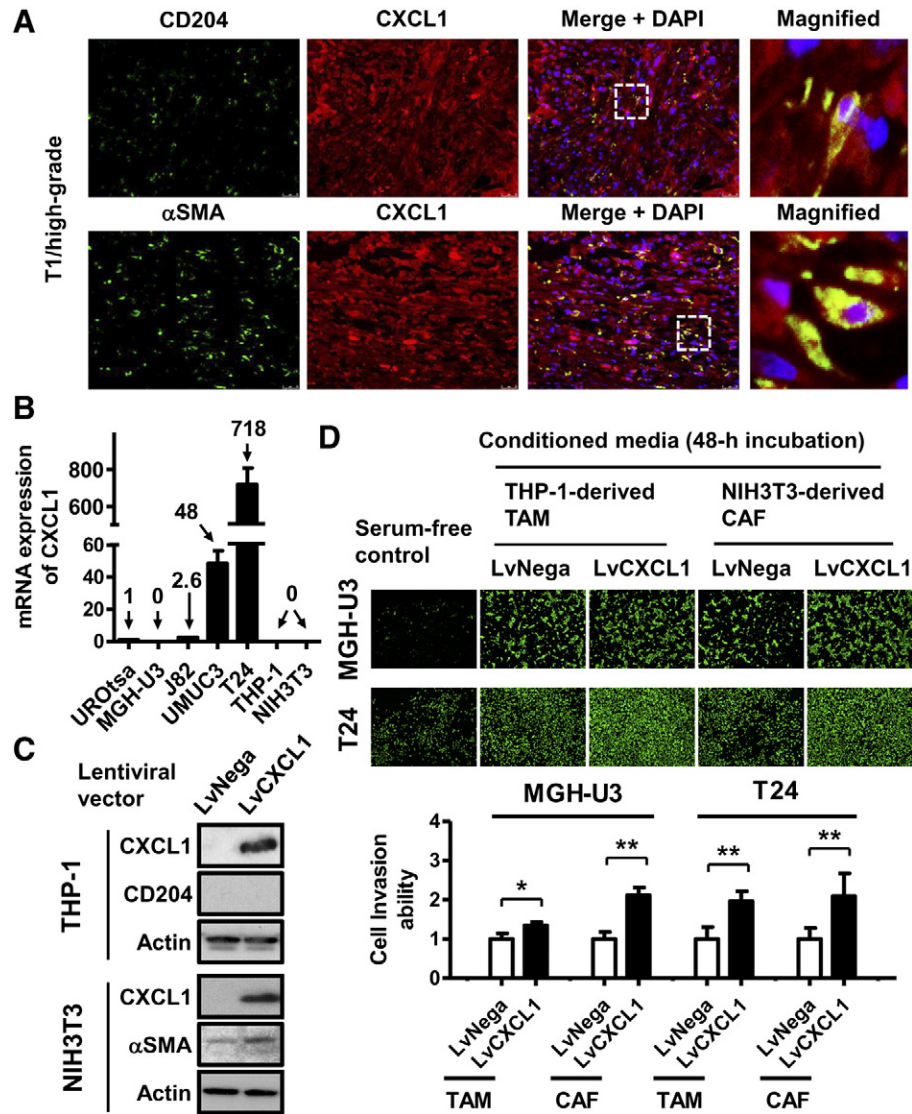 A
CD204 CXCL1 Merge + DAPI Magnified
T1/high-grade
αSMA CXCL1 Merge + DAPI Magnified
B
mRNA expression
of CXCL1
800
600
60
40
20
0
1 0 2.6 48 718 0
UROtsa MGH-U3 J82 UMUC3 T24 THP-1 NIH3T3
C
Lentiviral
vector
LvNega LvCXCL1
THP-1
CXCL1
CD204
Actin
NIH3T3
CXCL1
αSMA
Actin
D
Conditioned media (48-h incubation)
Serum-free
control
THP-1-derived
TAM
NIH3T3-derived
CAF
LvNega LvCXCL1 LvNega LvCXCL1
MGH-U3
T24
MGH-U3 T24
Cell Invasion
ability
4
3
2
1
0
* ** ** **
LvNega LvCXCL1 LvNega LvCXCL1 LvNega LvCXCL1 LvNega LvCXCL1
TAM CAF TAM CAF